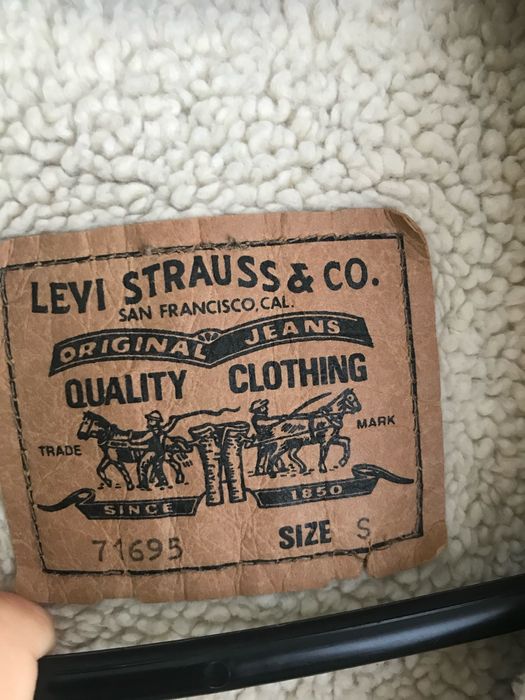 LEVI STRAUSS & CO.
SAN FRANCISCO, CAL.
ORIGINAL JEANS
QUALITY CLOTHING
TRADE MARK
SINCE 1850
71695 SIZE S